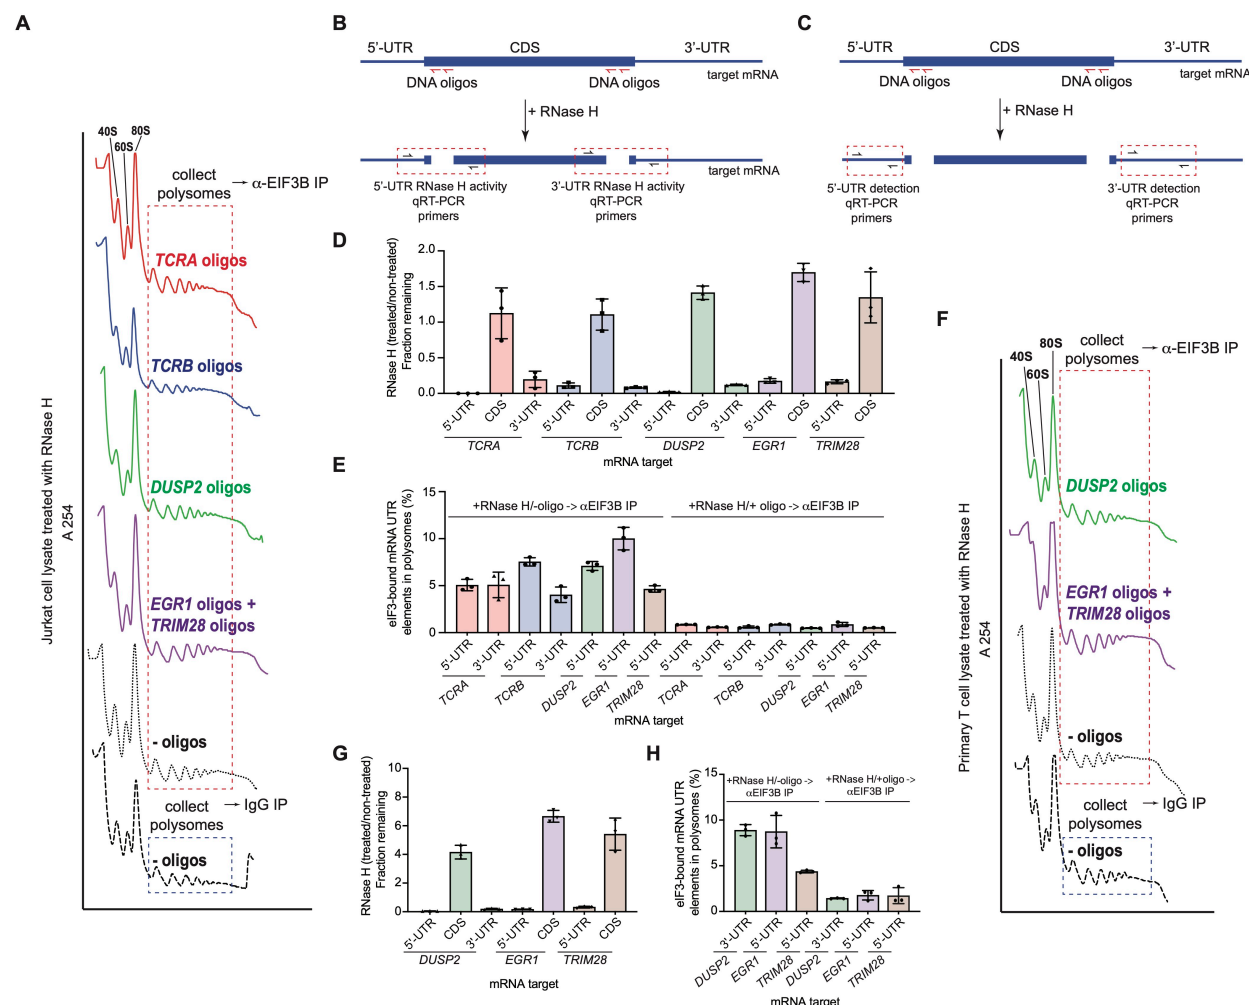 A
Jurkat cell lysate treated with RNase H
A 254
40S
60S
80S
collect
polysomes
→ α-EIF3B IP
TCRA oligos
TCRB oligos
DUSP2 oligos
EGR1 oligos +
TRIM28 oligos
- oligos
collect
polysomes
→ IgG IP
- oligos
B
5’-UTR CDS 3’-UTR
DNA oligos DNA oligos target mRNA
+ RNase H
target mRNA
5’-UTR RNase H activity
qRT-PCR
primers
3’-UTR RNase H activity
qRT-PCR
primers
C
5’-UTR CDS 3’-UTR
DNA oligos DNA oligos target mRNA
+ RNase H
target mRNA
5’-UTR detection
qRT-PCR
primers
3’-UTR detection
qRT-PCR
primers
D
RNase H (treated/non-treated)
Fraction remaining
2.0
1.5
1.0
0.5
0.0
5'-UTR CDS 3'-UTR 5'-UTR CDS 3'-UTR 5'-UTR CDS 3'-UTR 5'-UTR CDS 5'-UTR CDS
TCRA TCRB DUSP2 EGR1 TRIM28
mRNA target
E
eIF3-bound mRNA UTR
elements in polysomes (%)
15
10
5
0
+RNase H/-oligo -> αEIF3B IP
+RNase H/+ oligo -> αEIF3B IP
5'-UTR 3'-UTR 5'-UTR 3'-UTR 5'-UTR 5'-UTR 5'-UTR 5'-UTR 3'-UTR 5'-UTR 3'-UTR 5'-UTR 5'-UTR 5'-UTR
TCRA TCRB DUSP2 EGR1 TRIM28 TCRA TCRB DUSP2 EGR1 TRIM28
mRNA target
F
Primary T cell lysate treated with RNase H
A 254
40S
60S
80S
collect
polysomes
→ α-EIF3B IP
DUSP2 oligos
EGR1 oligos +
TRIM28 oligos
- oligos
collect
polysomes
→ IgG IP
- oligos
G
RNase H (treated/non-treated)
Fraction remaining
10
8
6
4
2
0
5'-UTR CDS 3'-UTR 5'-UTR CDS 5'-UTR CDS
DUSP2 EGR1 TRIM28
mRNA target
H
eIF3-bound mRNA UTR
elements in polysomes (%)
15
10
5
0
+RNase H/-oligo ->
αEIF3B IP
+RNase H/+oligo ->
αEIF3B IP
3'-UTR 5'-UTR 5'-UTR 3'-UTR 5'-UTR 5'-UTR
DUSP2 EGR1 TRIM28 DUSP2 EGR1 TRIM28
mRNA target